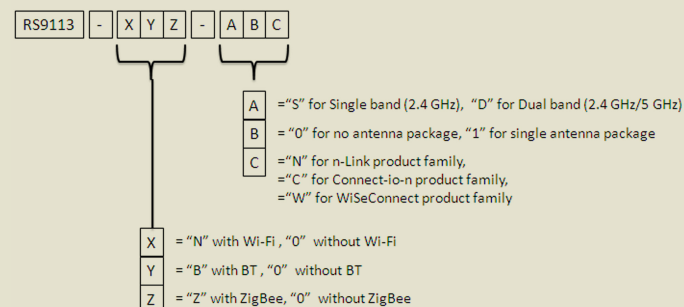 RS9113 - X Y Z - A B C
A ="S" for Single band (2.4 GHz), "D" for Dual band (2.4 GHz/5 GHz)
B = "0" for no antenna package, "1" for single antenna package
C ="N" for n-Link product family,
="C" for Connect-io-n product family,
="W" for WiSeConnect product family
X = "N" with Wi-Fi , "0" without Wi-Fi
Y = "B" with BT , "0" without BT
Z = "Z" with ZigBee, "0" without ZigBee